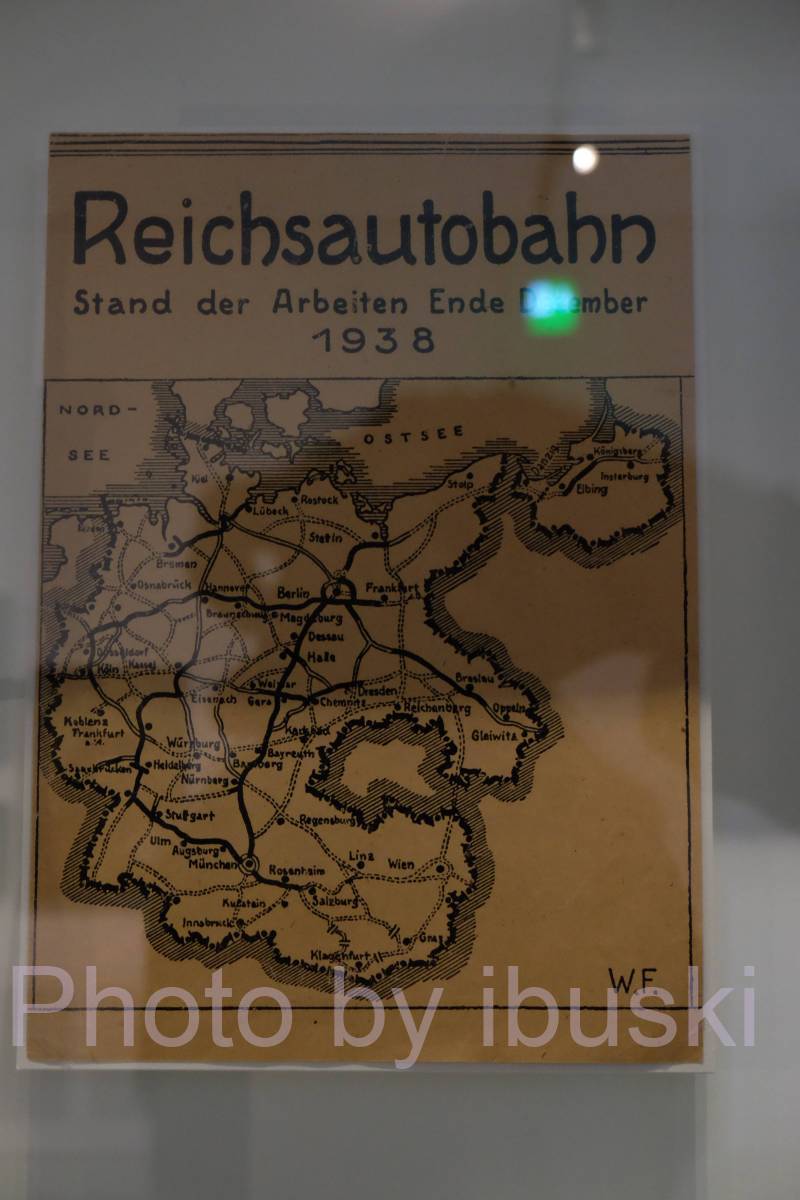 Reichsautobahn
Stand der Arbeiten Ende Dezember
1938
NORD-
SEE
OSTSEE
Danzig
Königsberg
Insterburg
Elbing
Kiel
Stolp
Rostock
Lübeck
Stettin
Bremen
Osnabrück
Hannover
Berlin
Frankfurt
a.O.
Braunschweig
Magdeburg
Dessau
Düsseldorf
Halle
Köln
Kassel
Weimar
Dresden
Breslau
Eisenach
Gera
Chemnitz
Reichenberg
Oppeln
Koblenz
Frankfurt
a.M.
Karlsbad
Gleiwitz
Würzburg
Bayreuth
Saarbrücken
Heidelberg
Bamberg
Nürnberg
Stuttgart
Regensburg
Ulm
Augsburg
München
Linz
Wien
Rosenheim
Kufstein
Salzburg
Innsbruck
Graz
Klagenfurt
W.F.
Photo by ibuski